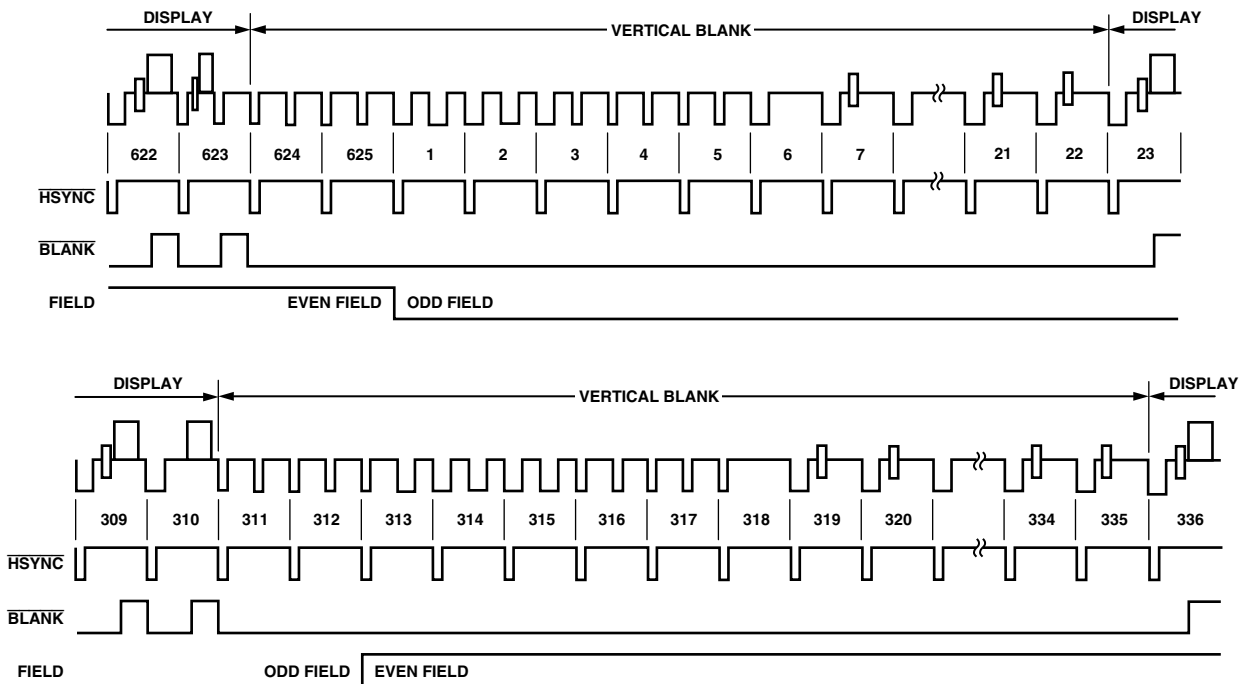 DISPLAY VERTICAL BLANK DISPLAY
622 623 624 625 1 2 3 4 5 6 7 21 22 23
HSYNC
BLANK
FIELD EVEN FIELD ODD FIELD
DISPLAY VERTICAL BLANK DISPLAY
309 310 311 312 313 314 315 316 317 318 319 320 334 335 336
HSYNC
BLANK
FIELD ODD FIELD EVEN FIELD